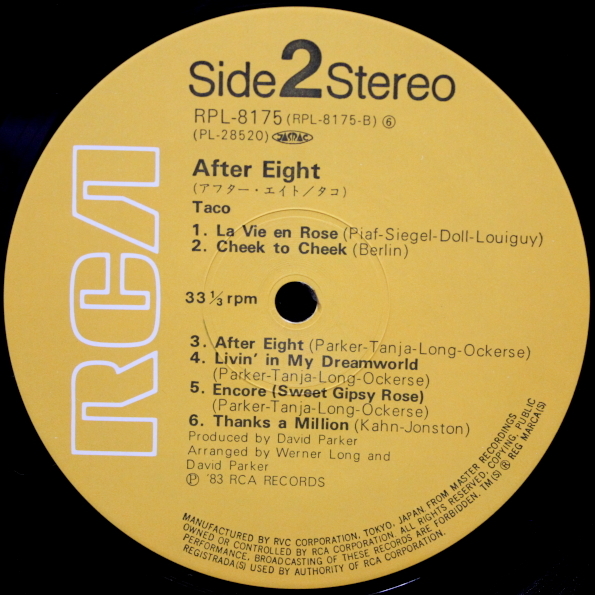 Side 2 Stereo
RPL-8175 (RPL-8175-B) ⑥
(PL-28520) JASRAC
After Eight
(アフター・エイト/タコ)
Taco
1. La Vie en Rose (Piaf-Siegel-Doll-Louiguy)
2. Cheek to Cheek (Berlin)
33 1/3 rpm
3. After Eight (Parker-Tanja-Long-Ockerse)
4. Livin' in My Dreamworld
(Parker-Tanja-Long-Ockerse)
5. Encore (Sweet Gipsy Rose)
(Parker-Tanja-Long-Ockerse)
6. Thanks a Million (Kahn-Jonston)
Produced by David Parker
Arranged by Werner Long and
David Parker
Ⓟ '83 RCA RECORDS
RCA
MANUFACTURED BY RVC CORPORATION, TOKYO, JAPAN FROM MASTER RECORDINGS
OWNED OR CONTROLLED BY RCA CORPORATION. ALL RIGHTS RESERVED. COPYING, PUBLIC
PERFORMANCE, BROADCASTING OF THESE RECORDS ARE FORBIDDEN. TM(S) ® REG MARCA(S)
REGISTRADA(S) USED BY AUTHORITY OF RCA CORPORATION.